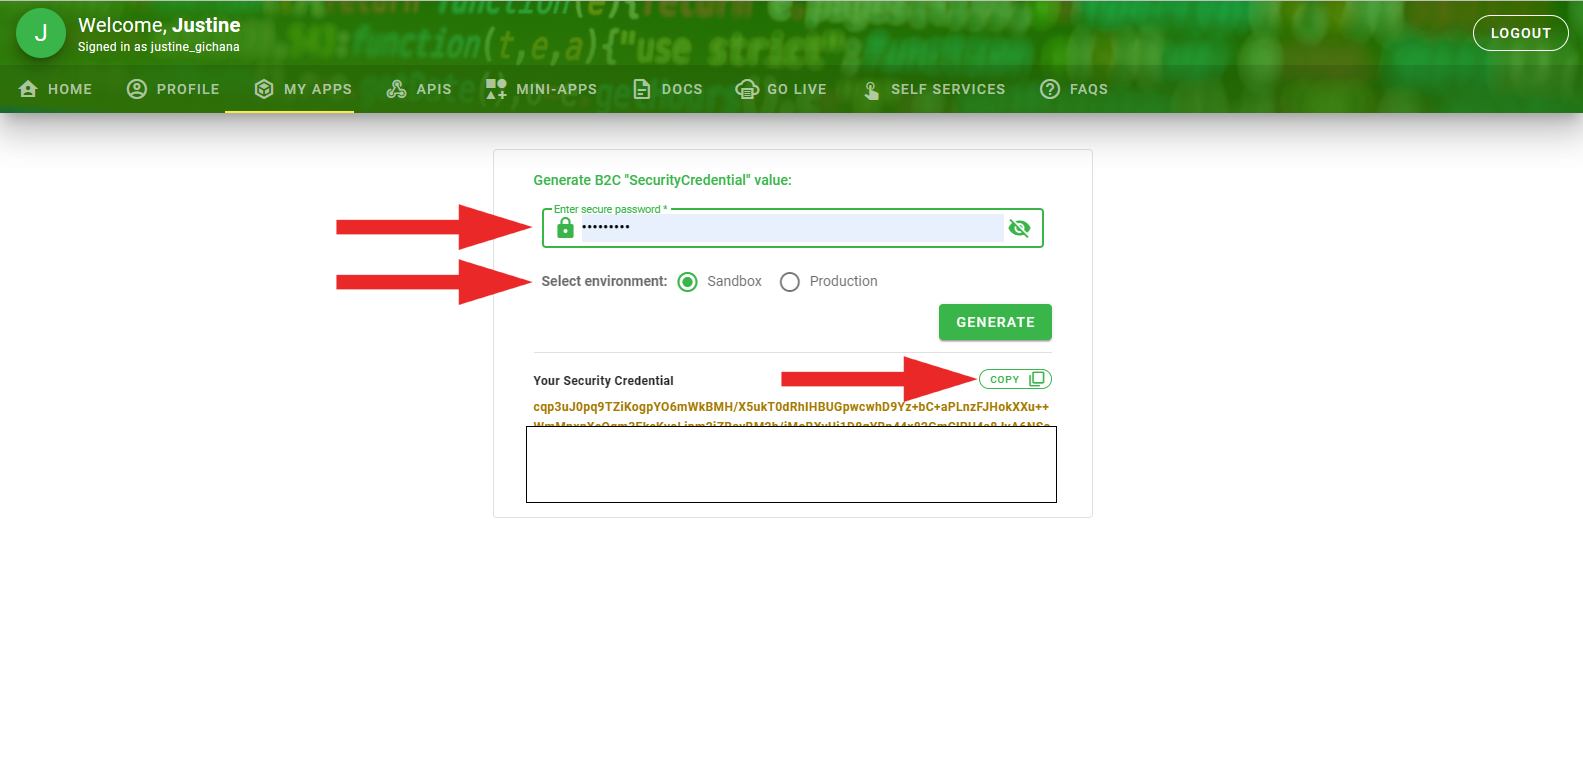 Welcome, Justine
Signed in as justine_gichana
LOGOUT
HOME PROFILE MY APPS APIS MINI-APPS DOCS GO LIVE SELF SERVICES FAQS
Generate B2C "SecurityCredential" value:
Enter secure password *
•••••••••
Select environment: Sandbox Production
GENERATE
Your Security Credential
COPY
cqp3uJ0pq9TZiKogpYO6mWkBMH/X5ukT0dRhIHBUGpwcwhD9Yz+bC+aPLnzFJHokXXu++